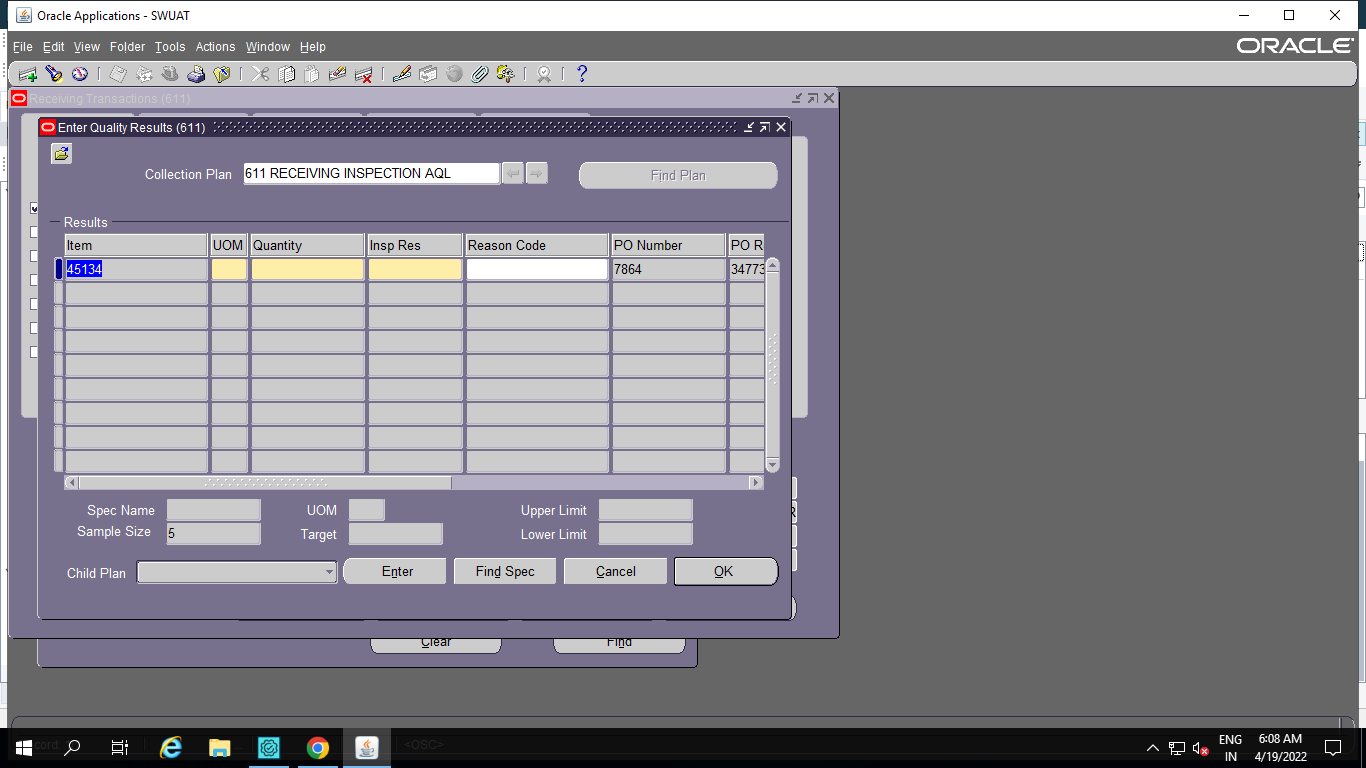 Oracle Applications - SWUAT
File Edit View Folder Tools Actions Window Help
ORACLE
Receiving Transactions (611)
Enter Quality Results (611)
Collection Plan 611 RECEIVING INSPECTION AQL Find Plan
Results
Item UOM Quantity Insp Res Reason Code PO Number PO R
45134 7864 34773
Spec Name UOM Upper Limit
Sample Size 5 Target Lower Limit
Child Plan Enter Find Spec Cancel OK
Clear Find
<OSC>
ENG 6:08 AM
IN 4/19/2022